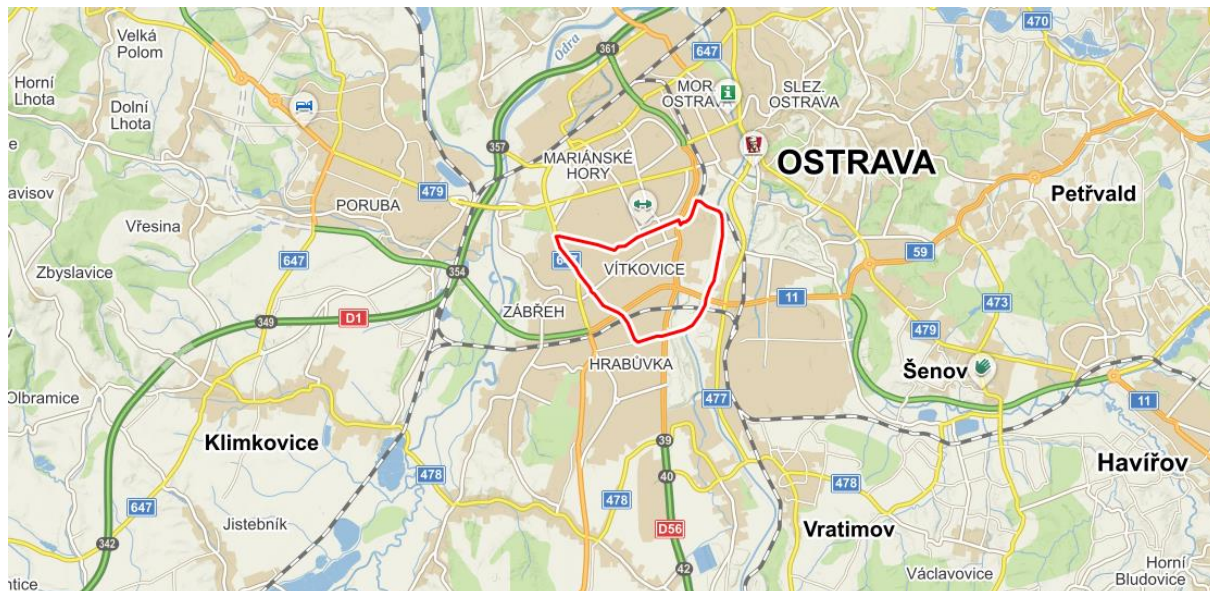 Velká
Polom
647
361
470
Odra
Horní
Lhota
Dolní
Lhota
MOR.
OSTRAVA
SLEZ.
OSTRAVA
357
MARIÁNSKÉ
HORY
OSTRAVA
479
Petřvald
avisov
PORUBA
Vřesina
647
647
59
Zbyslavice
354
VÍTKOVICE
11
473
ZÁBŘEH
349
D1
479
HRABŮVKA
Šenov
477
11
Olbramice
Klimkovice
39
Havířov
478
40
478
478
647
Jistebník
D56
Vratimov
342
42
Václavovice
Horní
Bludovice
ntice